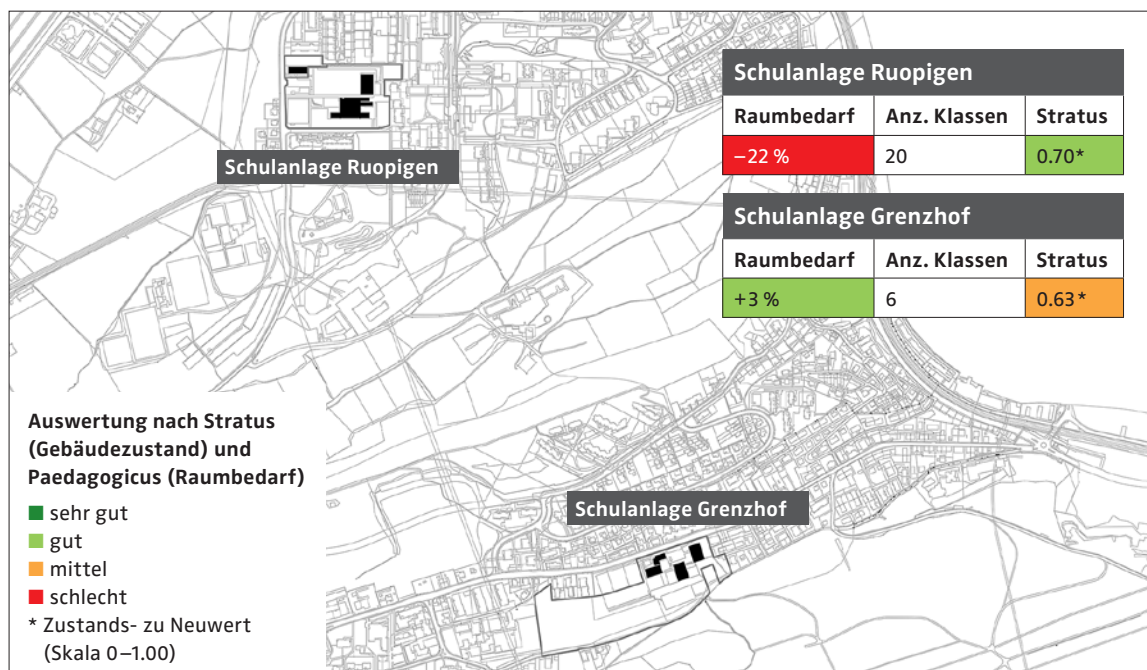 Schulanlage Ruopigen
Raumbedarf Anz. Klassen Stratus
–22 % 20 0.70*
Schulanlage Grenzhof
Raumbedarf Anz. Klassen Stratus
+3 % 6 0.63*
Schulanlage Ruopigen
Schulanlage Grenzhof
Auswertung nach Stratus
(Gebäudezustand) und
Paedagogicus (Raumbedarf)
sehr gut
gut
mittel
schlecht
* Zustands- zu Neuwert
(Skala 0–1.00)